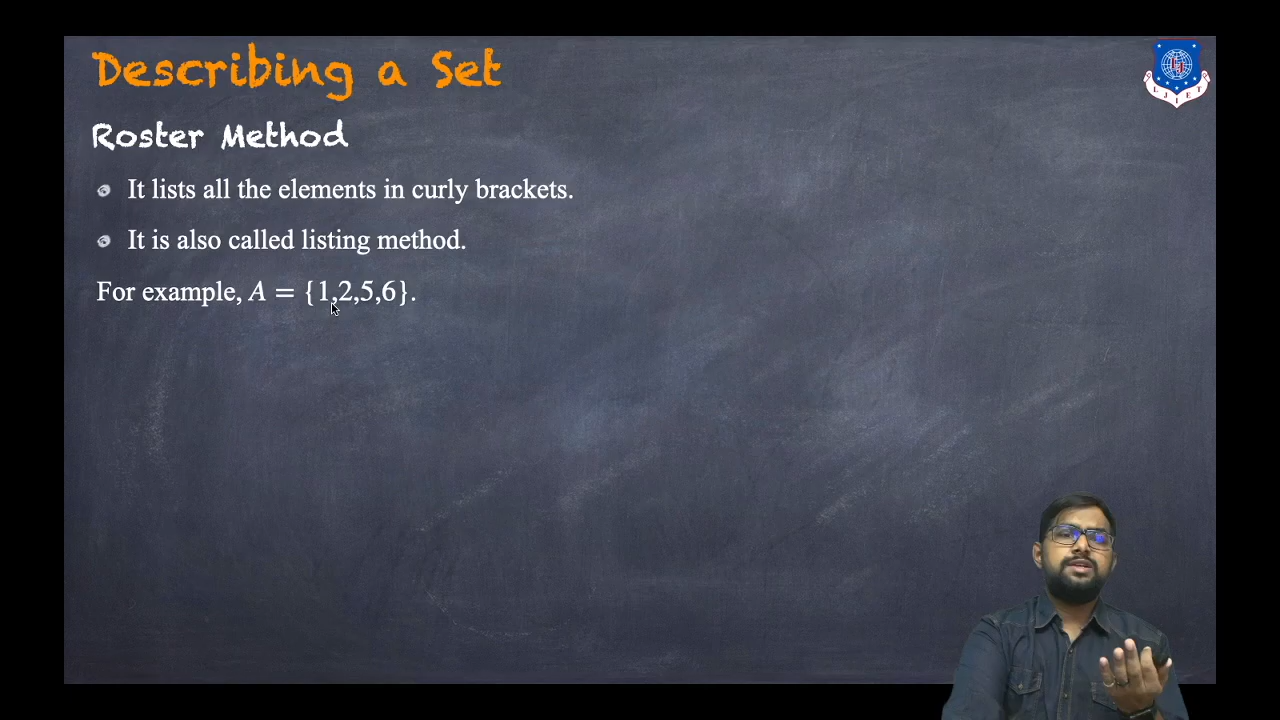 Describing a Set
Roster Method
It lists all the elements in curly brackets.
It is also called listing method.
For example, A = {1,2,5,6}.
L J I E T